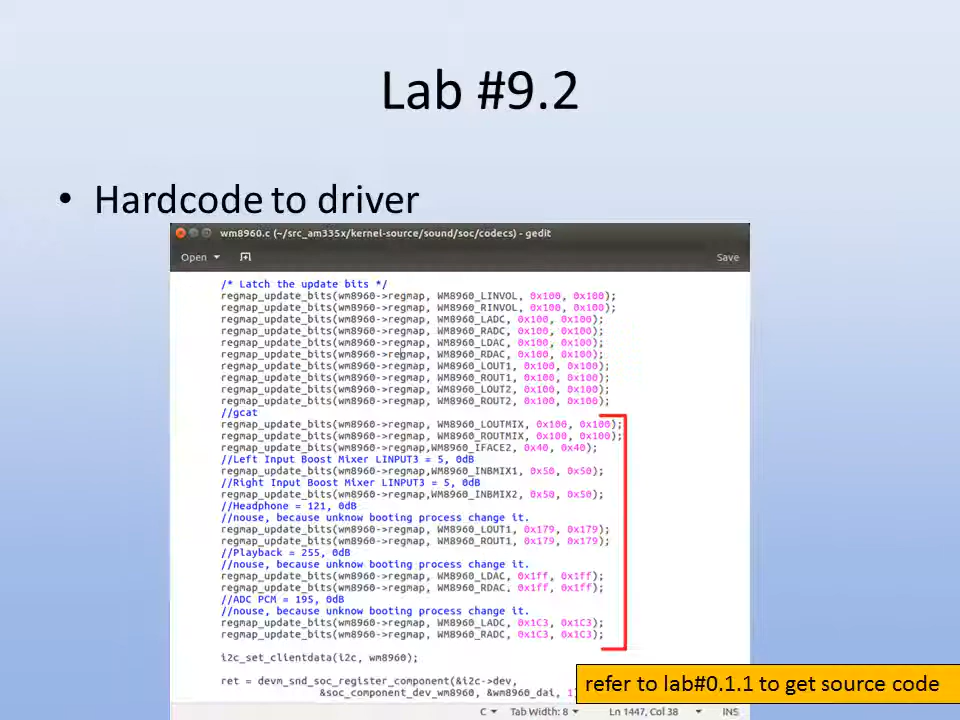 Lab #9.2
• Hardcode to driver
wm8960.c (~/src_am335x/kernel-source/sound/soc/codecs) - gedit
Open Save
/* Latch the update bits */
regmap_update_bits(wm8960->regmap, WM8960_LINVOL, 0x100, 0x100);
regmap_update_bits(wm8960->regmap, WM8960_RINVOL, 0x100, 0x100);
regmap_update_bits(wm8960->regmap, WM8960_LADC, 0x100, 0x100);
regmap_update_bits(wm8960->regmap, WM8960_RADC, 0x100, 0x100);
regmap_update_bits(wm8960->regmap, WM8960_LDAC, 0x100, 0x100);
regmap_update_bits(wm8960->regmap, WM8960_RDAC, 0x100, 0x100);
regmap_update_bits(wm8960->regmap, WM8960_LOUT1, 0x100, 0x100);
regmap_update_bits(wm8960->regmap, WM8960_ROUT1, 0x100, 0x100);
regmap_update_bits(wm8960->regmap, WM8960_LOUT2, 0x100, 0x100);
regmap_update_bits(wm8960->regmap, WM8960_ROUT2, 0x100, 0x100);
//gcat
regmap_update_bits(wm8960->regmap, WM8960_LOUTMIX, 0x100, 0x100);
regmap_update_bits(wm8960->regmap, WM8960_ROUTMIX, 0x100, 0x100);
regmap_update_bits(wm8960->regmap,WM8960_IFACE2, 0x40, 0x40);
//Left Input Boost Mixer LINPUT3 = 5, 0dB
regmap_update_bits(wm8960->regmap,WM8960_INBMIX1, 0x50, 0x50);
//Right Input Boost Mixer LINPUT3 = 5, 0dB
regmap_update_bits(wm8960->regmap,WM8960_INBMIX2, 0x50, 0x50);
//Headphone = 121, 0dB
//nouse, because unknow booting process change it.
regmap_update_bits(wm8960->regmap, WM8960_LOUT1, 0x179, 0x179);
regmap_update_bits(wm8960->regmap, WM8960_ROUT1, 0x179, 0x179);
//Playback = 255, 0dB
//nouse, because unknow booting process change it.
regmap_update_bits(wm8960->regmap, WM8960_LDAC, 0x1ff, 0x1ff);
regmap_update_bits(wm8960->regmap, WM8960_RDAC, 0x1ff, 0x1ff);
//ADC PCM = 195, 0dB
//nouse, because unknow booting process change it.
regmap_update_bits(wm8960->regmap, WM8960_LADC, 0x1C3, 0x1C3);
regmap_update_bits(wm8960->regmap, WM8960_RADC, 0x1C3, 0x1C3);
i2c_set_clientdata(i2c, wm8960);
ret = devm_snd_soc_register_component(&i2c->dev,
&soc_component_dev_wm8960, &wm8960_dai,
refer to lab#0.1.1 to get source code
C Tab Width: 8 Ln 1447, Col 38 INS